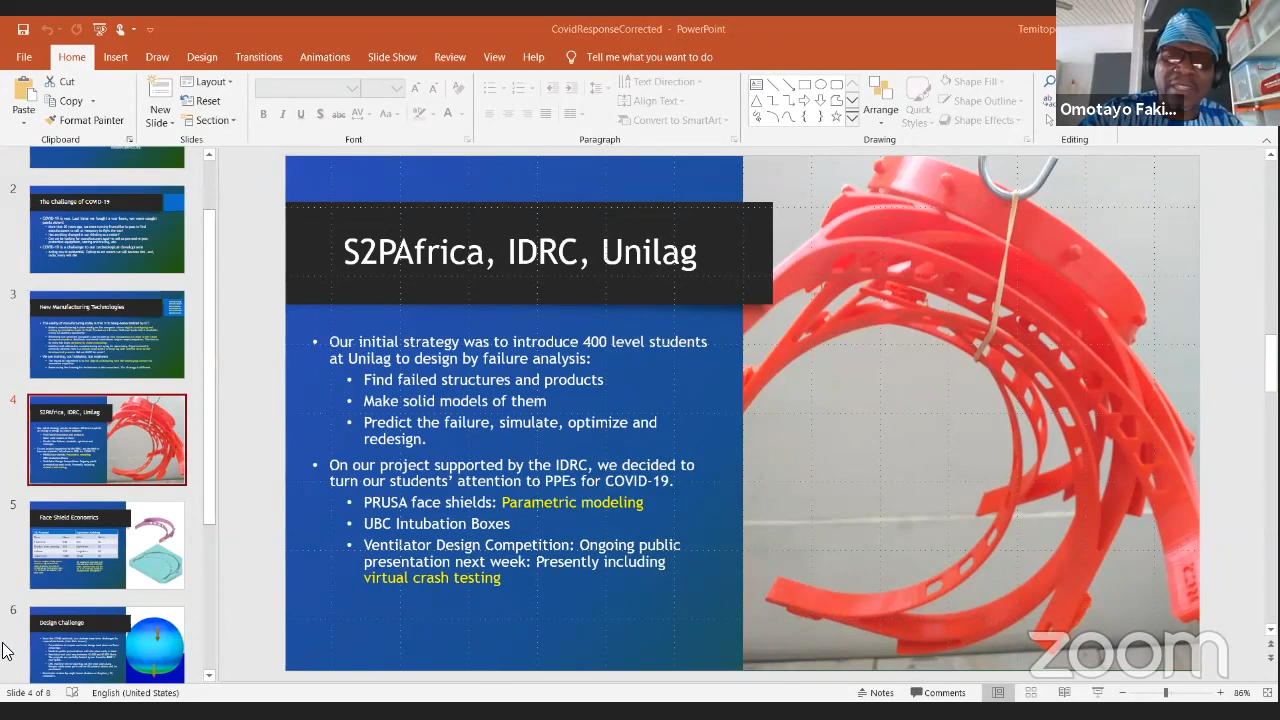 CovidResponseCorrected - PowerPoint
Temitop
File Home Insert Draw Design Transitions Animations Slide Show Review View Help Tell me what you want to do
Cut
Copy
Format Painter
Paste
Clipboard
New
Slide
Layout
Reset
Section
Slides
B I U S abc AV Aa A
Font
Text Direction
Align Text
Convert to SmartArt
Paragraph
Arrange
Quick
Styles
Shape Fill
Shape Outline
Shape Effects
Drawing
Editing
Omotayo Faki...
2
The Challenge of COVID-19
3
New Manufacturing Technologies
4
S2PAfrica, IDRC, Unilag
5
Face Shield Economics
6
Design Challenge
S2PAfrica, IDRC, Unilag
• Our initial strategy was to introduce 400 level students
at Unilag to design by failure analysis:
• Find failed structures and products
• Make solid models of them
• Predict the failure, simulate, optimize and
redesign.
• On our project supported by the IDRC, we decided to
turn our students’ attention to PPEs for COVID-19.
• PRUSA face shields: Parametric modeling
• UBC Intubation Boxes
• Ventilator Design Competition: Ongoing public
presentation next week: Presently including
virtual crash testing
zoom
Slide 4 of 8
English (United States)
Notes
Comments
86%